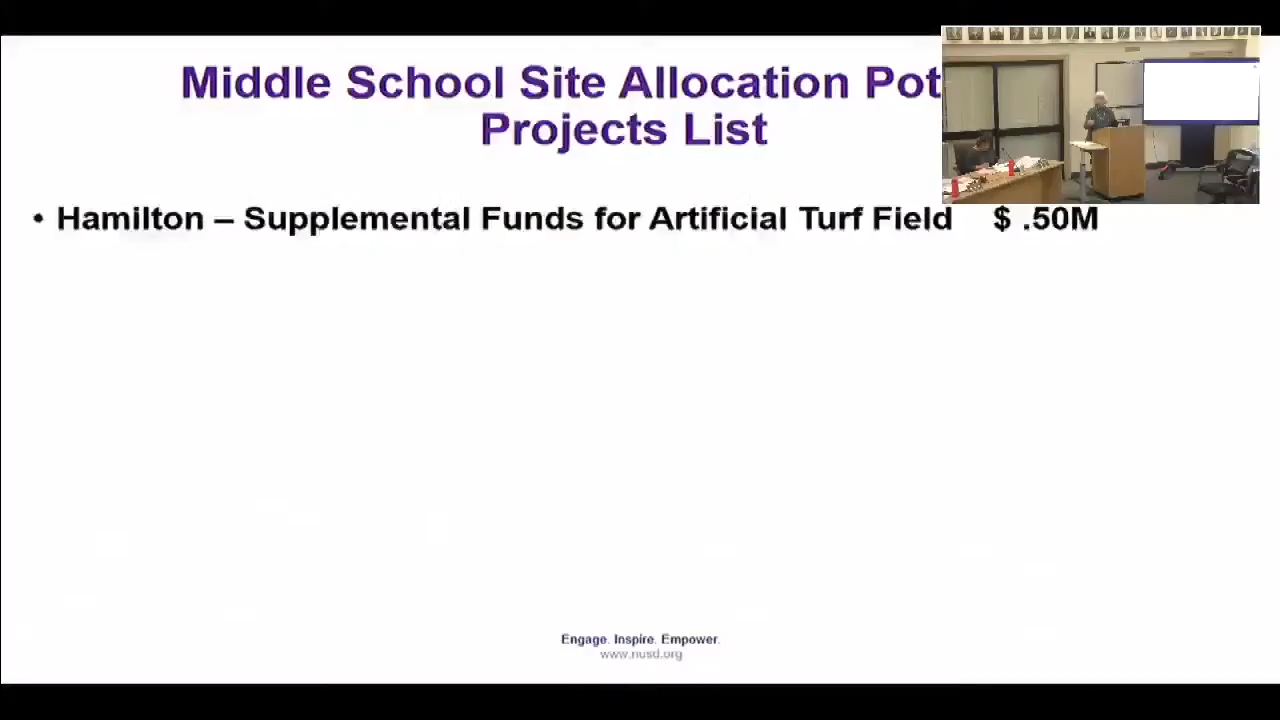 Middle School Site Allocation Pot
Projects List
• Hamilton – Supplemental Funds for Artificial Turf Field $ .50M
Engage. Inspire. Empower.
www.nusd.org